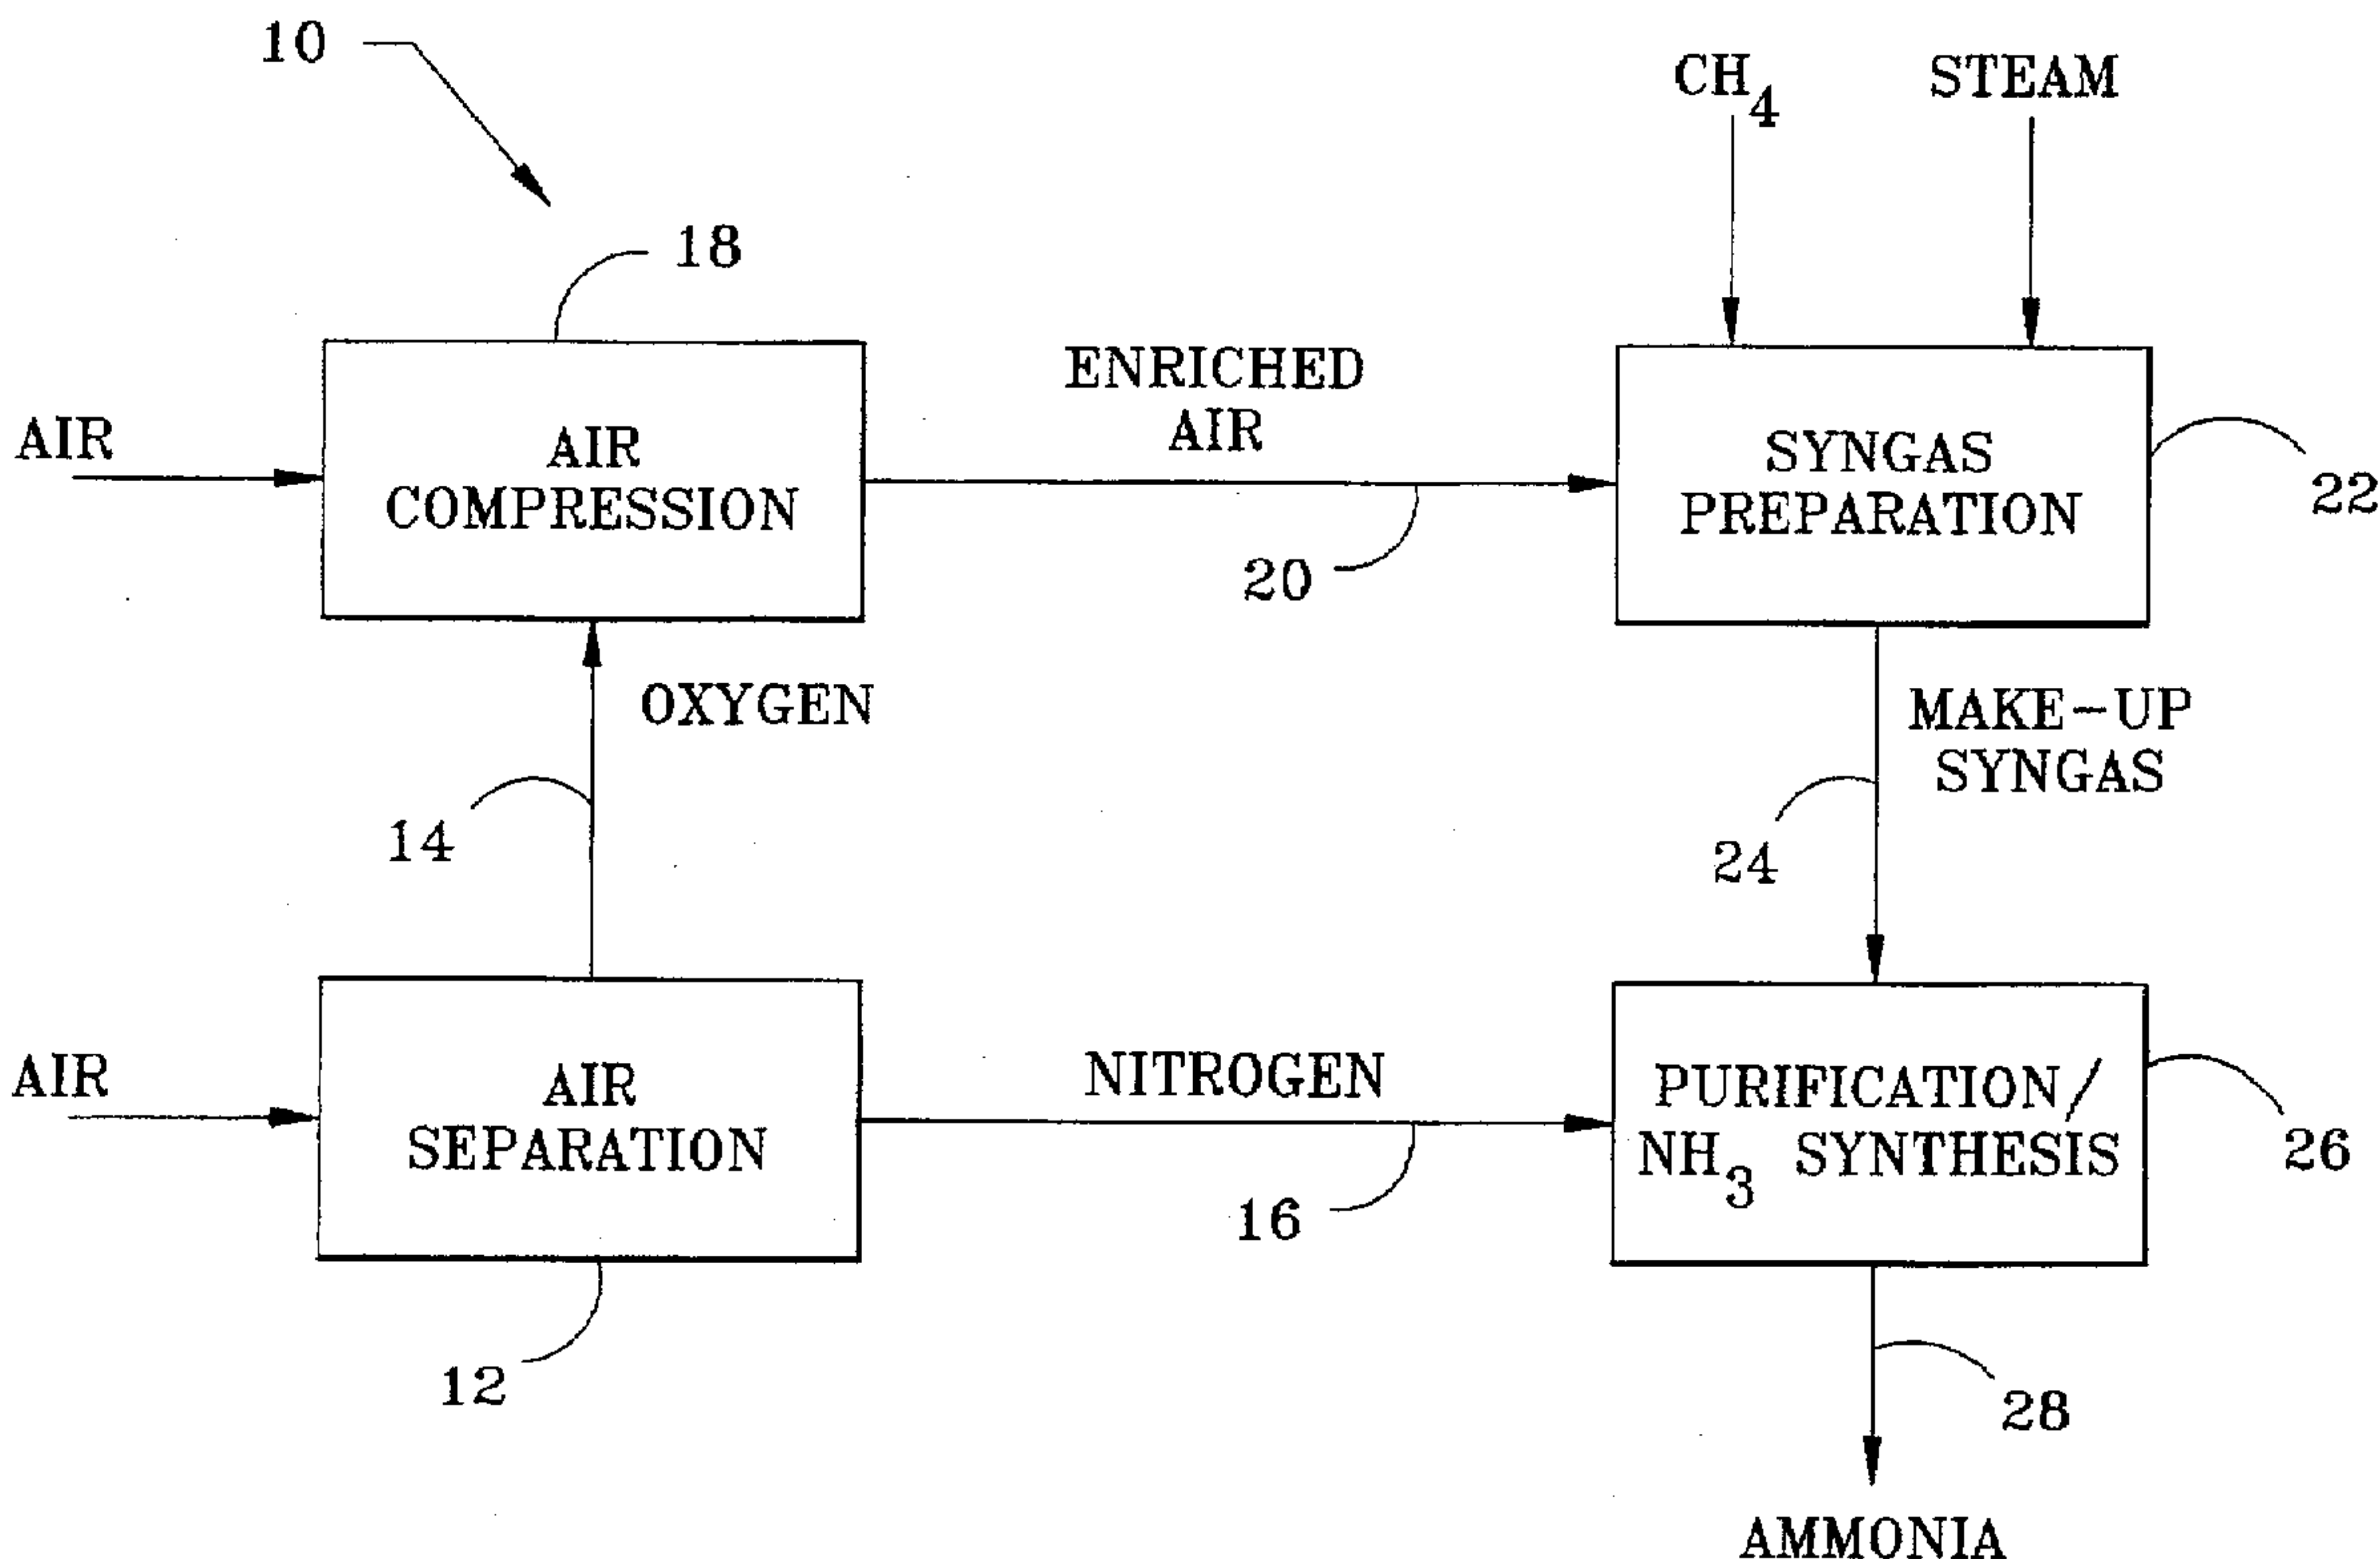 10
CH4
STEAM
18
AIR
AIR
COMPRESSION
ENRICHED
AIR
20
SYNGAS
PREPARATION
22
OXYGEN
14
MAKE-UP
SYNGAS
24
AIR
AIR
SEPARATION
12
NITROGEN
16
PURIFICATION/
NH3 SYNTHESIS
26
28
AMMONIA